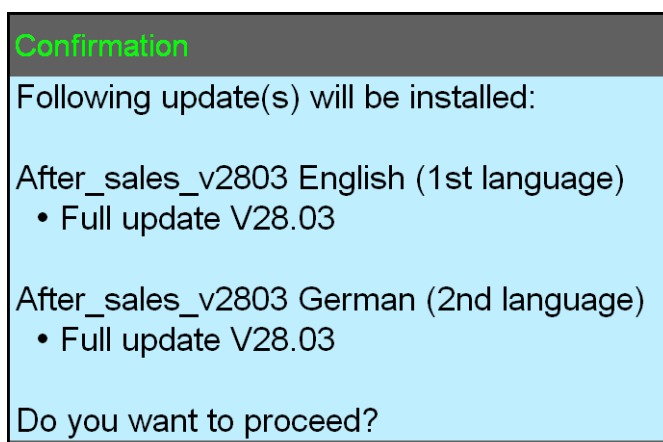 Confirmation
Following update(s) will be installed:
After_sales_v2803 English (1st language)
• Full update V28.03
After_sales_v2803 German (2nd language)
• Full update V28.03
Do you want to proceed?